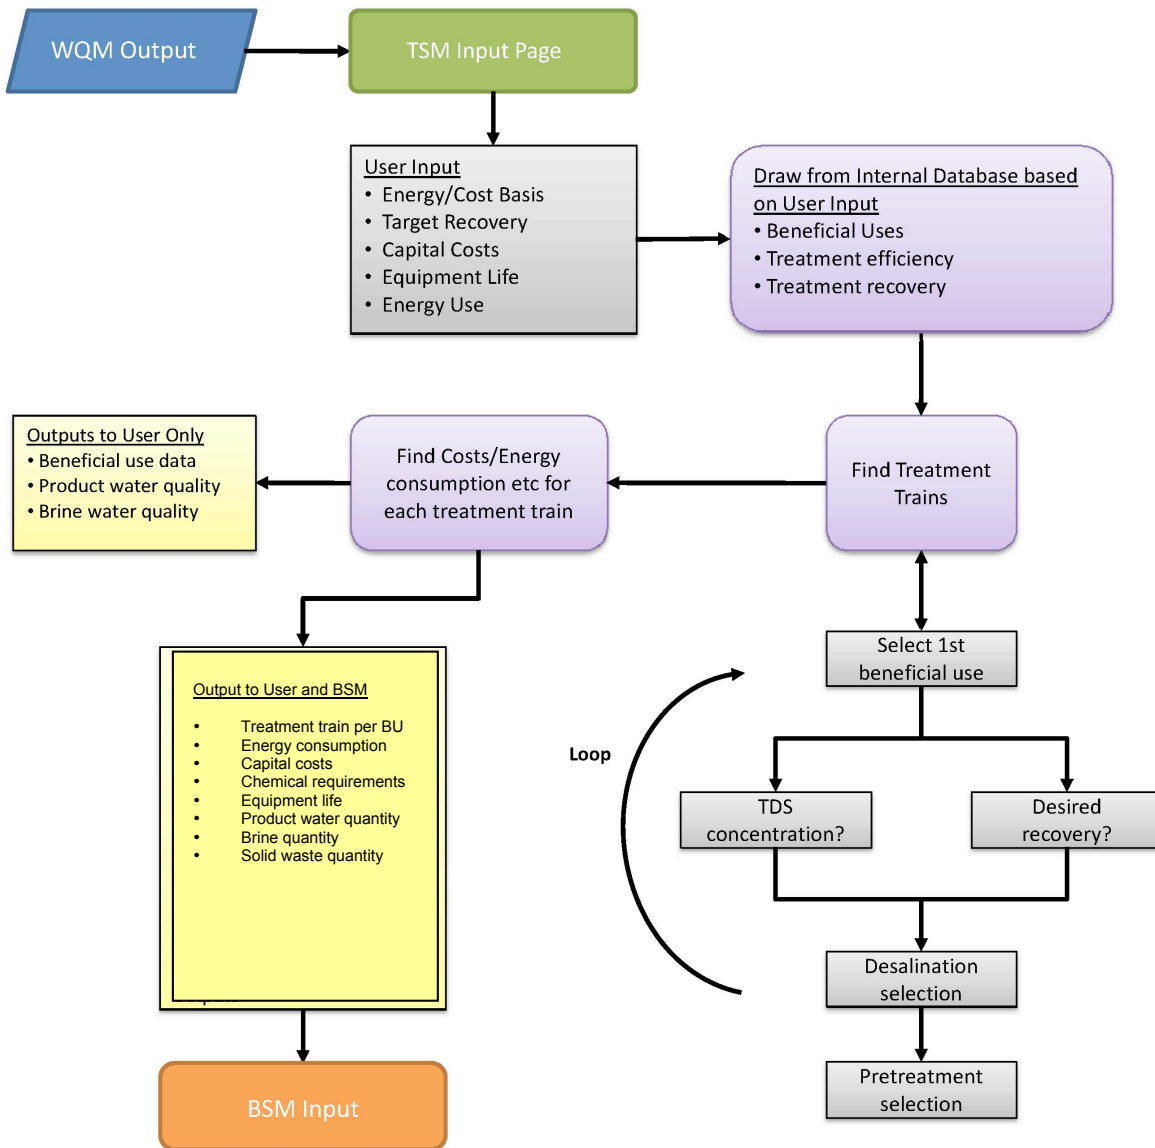 WQM Output
TSM Input Page
User Input
• Energy/Cost Basis
• Target Recovery
• Capital Costs
• Equipment Life
• Energy Use
Draw from Internal Database based
on User Input
• Beneficial Uses
• Treatment efficiency
• Treatment recovery
Outputs to User Only
• Beneficial use data
• Product water quality
• Brine water quality
Find Costs/Energy
consumption etc for
each treatment train
Find Treatment
Trains
Output to User and BSM
• Treatment train per BU
• Energy consumption
• Capital costs
• Chemical requirements
• Equipment life
• Product water quantity
• Brine quantity
• Solid waste quantity
BSM Input
Loop
Select 1st
beneficial use
TDS
concentration?
Desired
recovery?
Desalination
selection
Pretreatment
selection